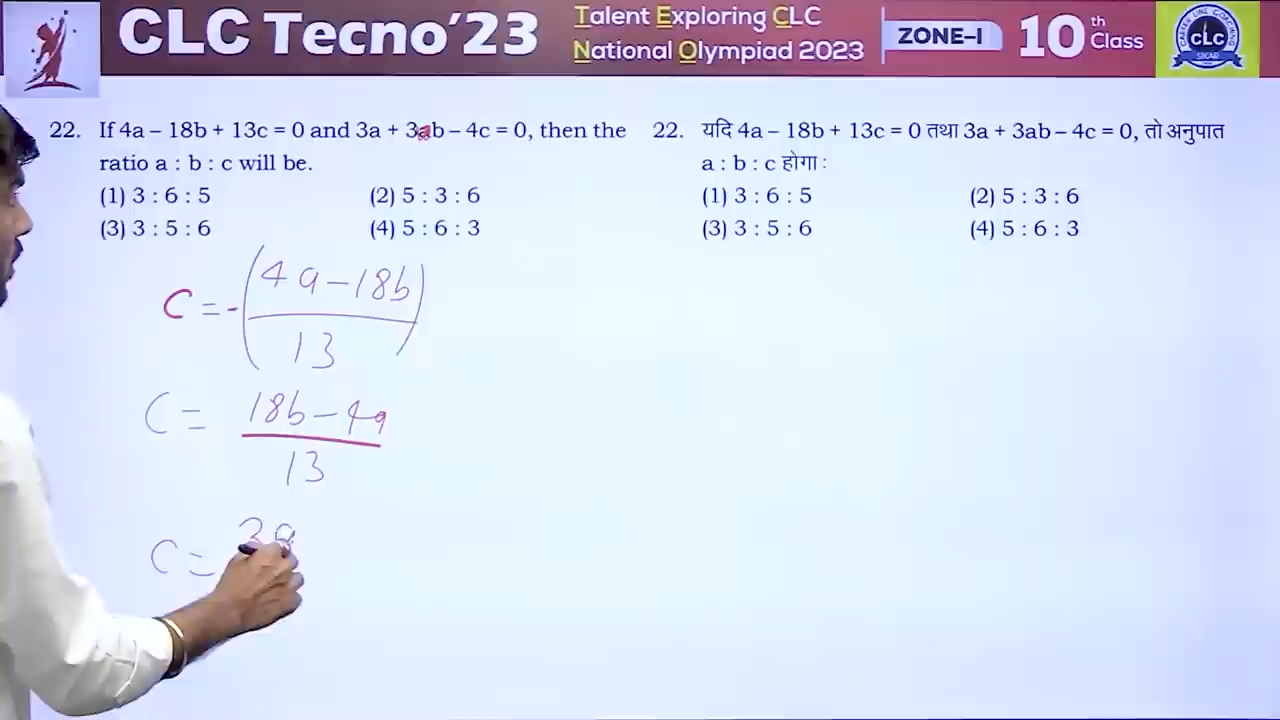 CLC Tecno'23
Talent Exploring CLC
National Olympiad 2023
ZONE–I
10th Class
CLC
SIKAR
22. If 4a – 18b + 13c = 0 and 3a + 3ab – 4c = 0, then the
ratio a : b : c will be.
(1) 3 : 6 : 5 (2) 5 : 3 : 6
(3) 3 : 5 : 6 (4) 5 : 6 : 3
22. यदि 4a – 18b + 13c = 0 तथा 3a + 3ab – 4c = 0, तो अनुपात
a : b : c होगा :
(1) 3 : 6 : 5 (2) 5 : 3 : 6
(3) 3 : 5 : 6 (4) 5 : 6 : 3
C = -(4a – 18b)
13
C = 18b – 4a
13
C = 3a